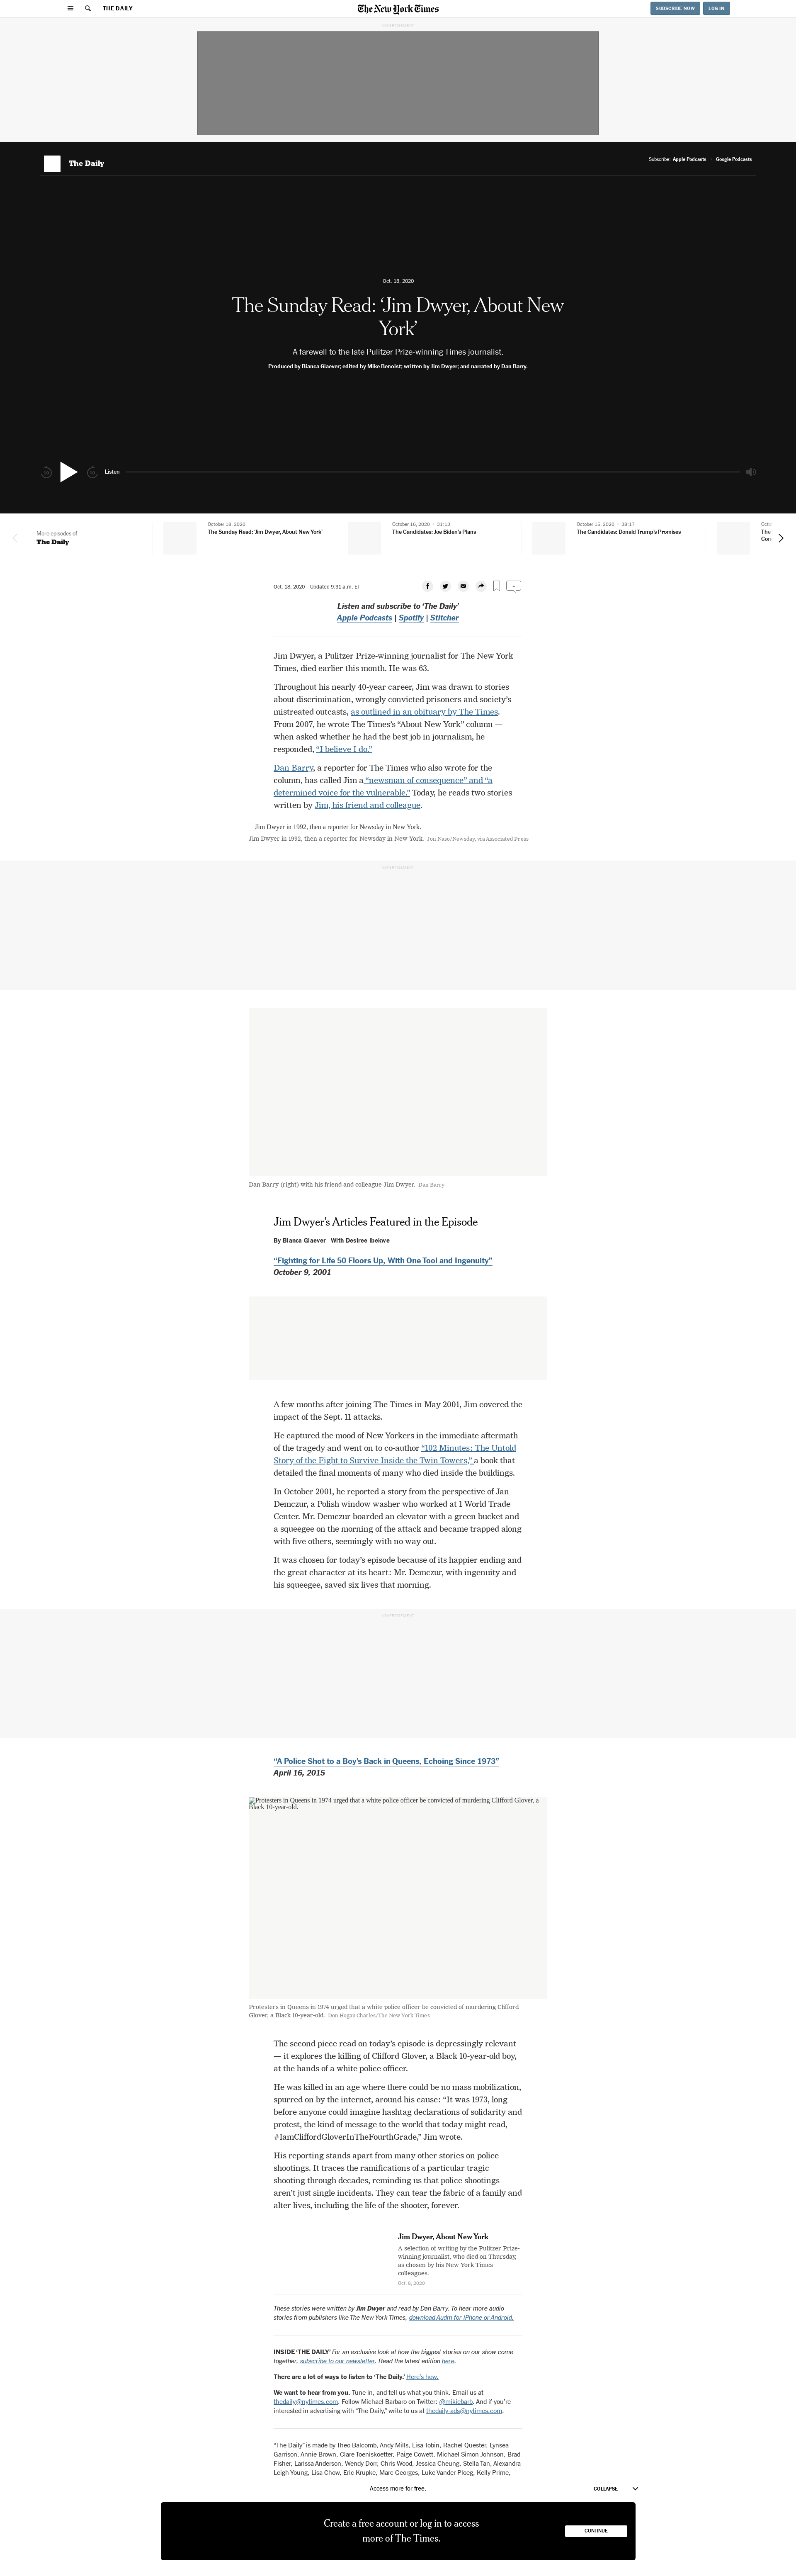 THE DAILY
The New York Times
SUBSCRIBE NOW
LOG IN
ADVERTISEMENT
The Daily
Subscribe: Apple Podcasts · Google Podcasts
Oct. 18, 2020
The Sunday Read: ‘Jim Dwyer, About New
York’
A farewell to the late Pulitzer Prize-winning Times journalist.
Produced by Bianca Giaever; edited by Mike Benoist; written by Jim Dwyer; and narrated by Dan Barry.
10
10
Listen
More episodes of
The Daily
October 18, 2020
The Sunday Read: ‘Jim Dwyer, About New York’
October 16, 2020 · 31:13
The Candidates: Joe Biden’s Plans
October 15, 2020 · 38:17
The Candidates: Donald Trump’s Promises
Oct. 18, 2020 Updated 9:31 a.m. ET
Listen and subscribe to ‘The Daily’
Apple Podcasts | Spotify | Stitcher
Jim Dwyer, a Pulitzer Prize-winning journalist for The New York
Times, died earlier this month. He was 63.
Throughout his nearly 40-year career, Jim was drawn to stories
about discrimination, wrongly convicted prisoners and society’s
mistreated outcasts, as outlined in an obituary by The Times.
From 2007, he wrote The Times’s “About New York” column —
when asked whether he had the best job in journalism, he
responded, “I believe I do.”
Dan Barry, a reporter for The Times who also wrote for the
column, has called Jim a “newsman of consequence” and “a
determined voice for the vulnerable.” Today, he reads two stories
written by Jim, his friend and colleague.
Jim Dwyer in 1992, then a reporter for Newsday in New York.
Jim Dwyer in 1992, then a reporter for Newsday in New York. Jon Naso/Newsday, via Associated Press
ADVERTISEMENT
Dan Barry (right) with his friend and colleague Jim Dwyer. Dan Barry
Jim Dwyer’s Articles Featured in the Episode
By Bianca Giaever With Desiree Ibekwe
“Fighting for Life 50 Floors Up, With One Tool and Ingenuity”
October 9, 2001
A few months after joining The Times in May 2001, Jim covered the
impact of the Sept. 11 attacks.
He captured the mood of New Yorkers in the immediate aftermath
of the tragedy and went on to co-author “102 Minutes: The Untold
Story of the Fight to Survive Inside the Twin Towers,” a book that
detailed the final moments of many who died inside the buildings.
In October 2001, he reported a story from the perspective of Jan
Demczur, a Polish window washer who worked at 1 World Trade
Center. Mr. Demczur boarded an elevator with a green bucket and
a squeegee on the morning of the attack and became trapped along
with five others, seemingly with no way out.
It was chosen for today’s episode because of its happier ending and
the great character at its heart: Mr. Demczur, with ingenuity and
his squeegee, saved six lives that morning.
ADVERTISEMENT
“A Police Shot to a Boy’s Back in Queens, Echoing Since 1973”
April 16, 2015
Protesters in Queens in 1974 urged that a white police officer be convicted of murdering Clifford Glover, a
Black 10-year-old.
Protesters in Queens in 1974 urged that a white police officer be convicted of murdering Clifford
Glover, a Black 10-year-old. Don Hogan Charles/The New York Times
The second piece read on today’s episode is depressingly relevant
— it explores the killing of Clifford Glover, a Black 10-year-old boy,
at the hands of a white police officer.
He was killed in an age where there could be no mass mobilization,
spurred on by the internet, around his cause: “It was 1973, long
before anyone could imagine hashtag declarations of solidarity and
protest, the kind of message to the world that today might read,
#IamCliffordGloverInTheFourthGrade,” Jim wrote.
His reporting stands apart from many other stories on police
shootings. It traces the ramifications of a particular tragic
shooting through decades, reminding us that police shootings
aren’t just single incidents. They can tear the fabric of a family and
alter lives, including the life of the shooter, forever.
Jim Dwyer, About New York
A selection of writing by the Pulitzer Prize-
winning journalist, who died on Thursday,
as chosen by his New York Times
colleagues.
Oct. 9, 2020
These stories were written by Jim Dwyer and read by Dan Barry. To hear more audio
stories from publishers like The New York Times, download Audm for iPhone or Android.
INSIDE ‘THE DAILY’ For an exclusive look at how the biggest stories on our show come
together, subscribe to our newsletter. Read the latest edition here.
There are a lot of ways to listen to ‘The Daily.’ Here’s how.
We want to hear from you. Tune in, and tell us what you think. Email us at
thedaily@nytimes.com. Follow Michael Barbaro on Twitter: @mikiebarb. And if you’re
interested in advertising with “The Daily,” write to us at thedaily-ads@nytimes.com.
“The Daily” is made by Theo Balcomb, Andy Mills, Lisa Tobin, Rachel Quester, Lynsea
Garrison, Annie Brown, Clare Toeniskoetter, Paige Cowett, Michael Simon Johnson, Brad
Fisher, Larissa Anderson, Wendy Dorr, Chris Wood, Jessica Cheung, Stella Tan, Alexandra
Leigh Young, Lisa Chow, Eric Krupke, Marc Georges, Luke Vander Ploeg, Kelly Prime,
Access more for free.
COLLAPSE
Create a free account or log in to access
more of The Times.
CONTINUE